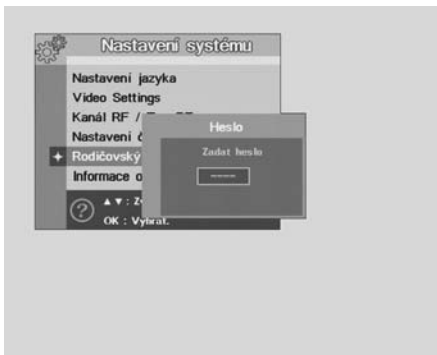 Nastavení systému
Nastavení jazyka
Video Settings
Kanál RF /
Nastavení
Rodičovský
Informace o
Heslo
Zadat heslo
----
? ▲▼ :
OK : Vybrat.